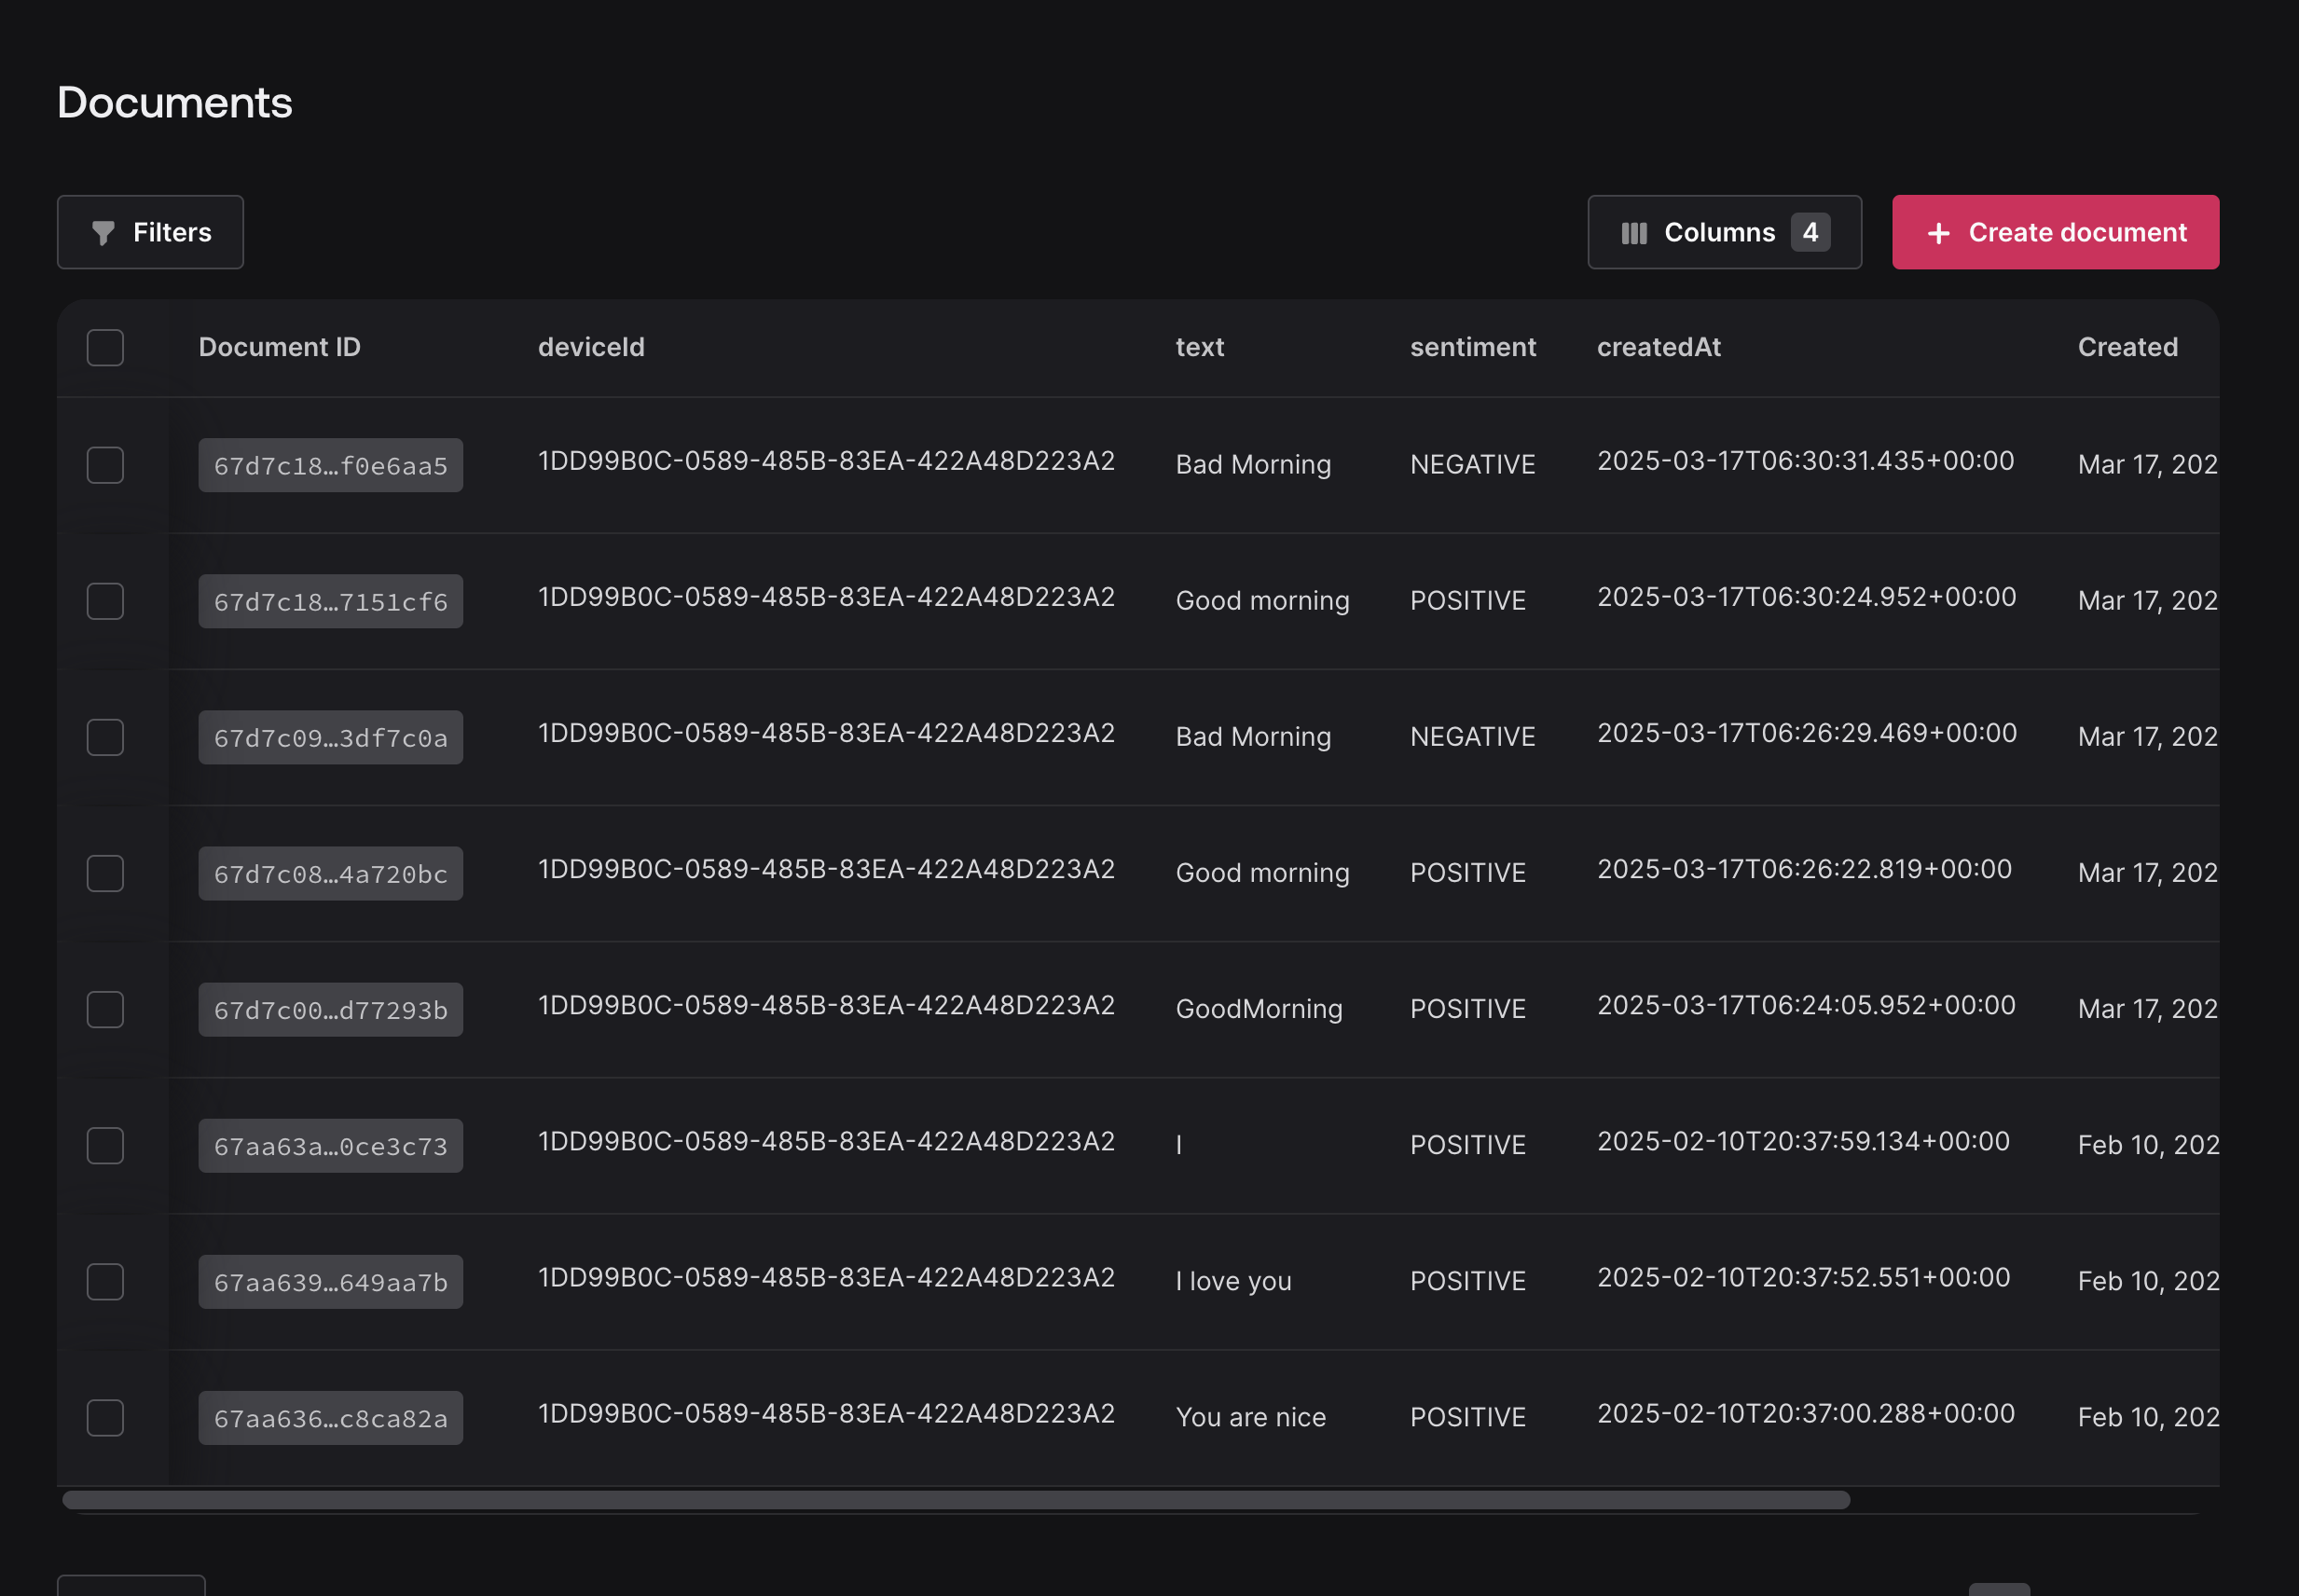 Documents
Filters
Columns 4
+ Create document
Document ID deviceId text sentiment createdAt Created
67d7c18…f0e6aa5 1DD99B0C-0589-485B-83EA-422A48D223A2 Bad Morning NEGATIVE 2025-03-17T06:30:31.435+00:00 Mar 17, 202
67d7c18…7151cf6 1DD99B0C-0589-485B-83EA-422A48D223A2 Good morning POSITIVE 2025-03-17T06:30:24.952+00:00 Mar 17, 202
67d7c09…3df7c0a 1DD99B0C-0589-485B-83EA-422A48D223A2 Bad Morning NEGATIVE 2025-03-17T06:26:29.469+00:00 Mar 17, 202
67d7c08…4a720bc 1DD99B0C-0589-485B-83EA-422A48D223A2 Good morning POSITIVE 2025-03-17T06:26:22.819+00:00 Mar 17, 202
67d7c00…d77293b 1DD99B0C-0589-485B-83EA-422A48D223A2 GoodMorning POSITIVE 2025-03-17T06:24:05.952+00:00 Mar 17, 202
67aa63a…0ce3c73 1DD99B0C-0589-485B-83EA-422A48D223A2 I POSITIVE 2025-02-10T20:37:59.134+00:00 Feb 10, 202
67aa639…649aa7b 1DD99B0C-0589-485B-83EA-422A48D223A2 I love you POSITIVE 2025-02-10T20:37:52.551+00:00 Feb 10, 202
67aa636…c8ca82a 1DD99B0C-0589-485B-83EA-422A48D223A2 You are nice POSITIVE 2025-02-10T20:37:00.288+00:00 Feb 10, 202